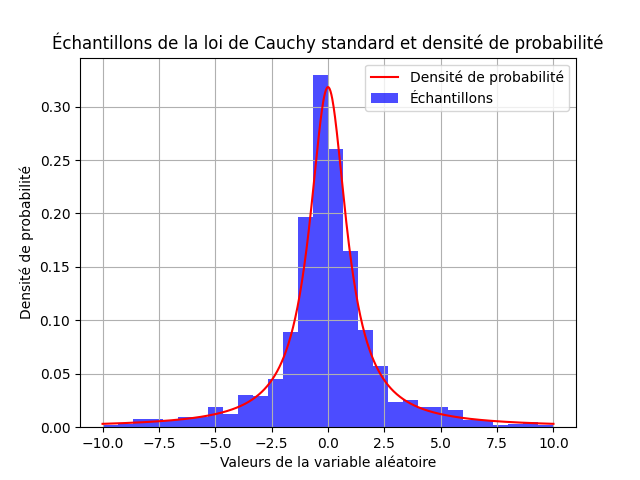 Échantillons de la loi de Cauchy standard et densité de probabilité
Densité de probabilité
Échantillons
Densité de probabilité
0.30
0.25
0.20
0.15
0.10
0.05
0.00
−10.0 −7.5 −5.0 −2.5 0.0 2.5 5.0 7.5 10.0
Valeurs de la variable aléatoire